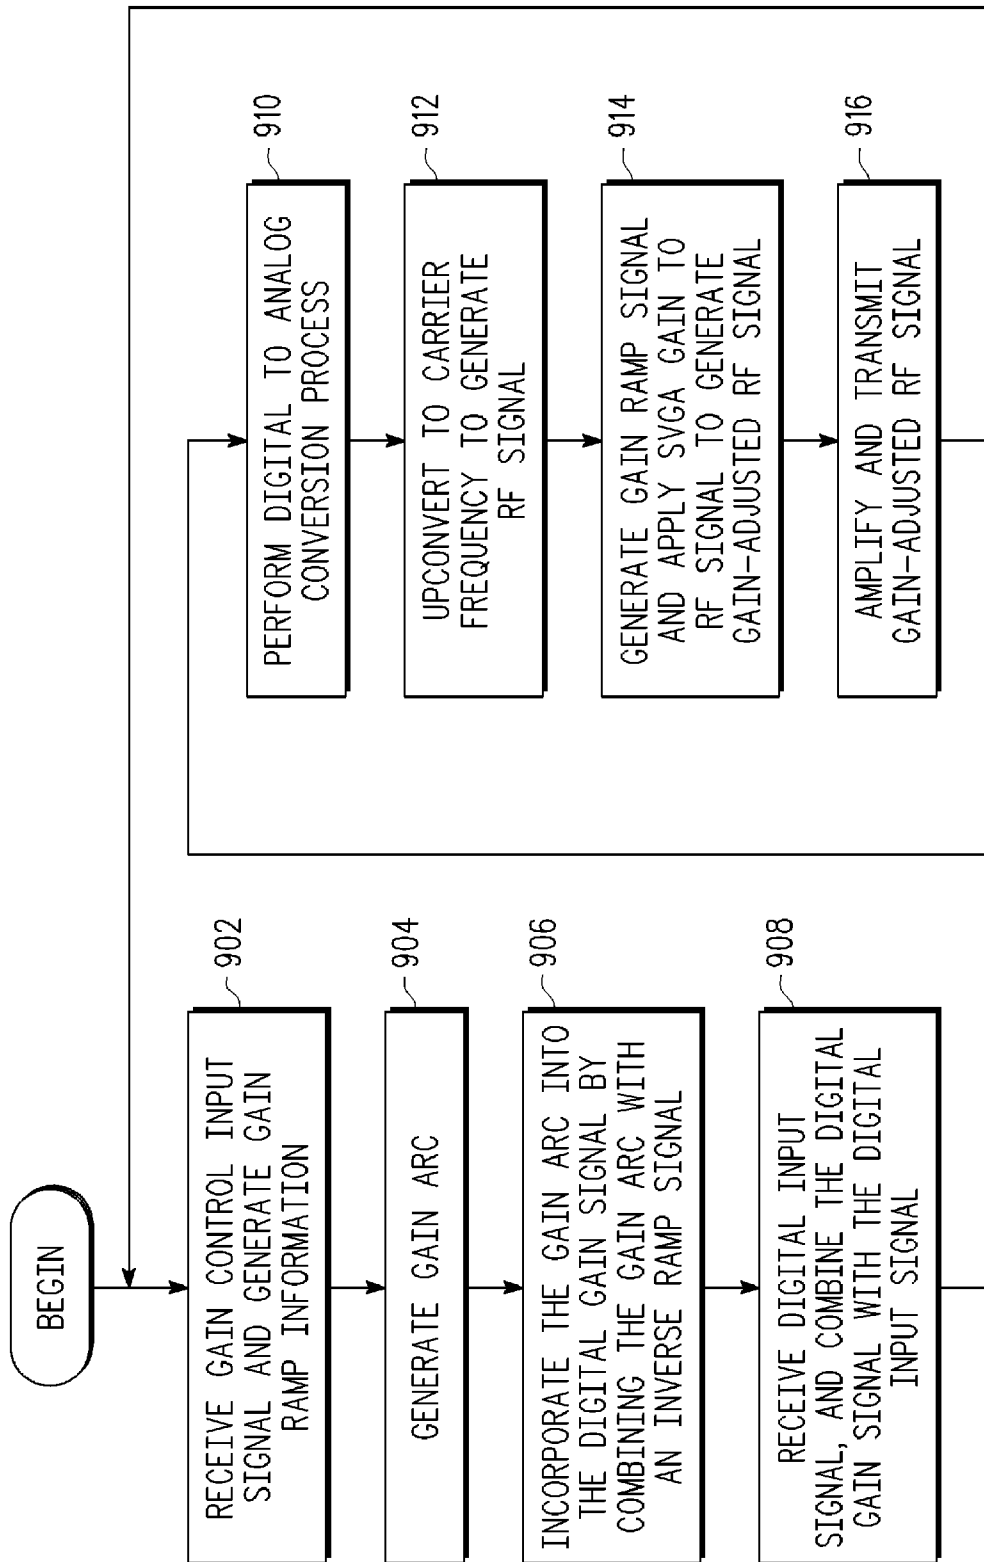 BEGIN
RECEIVE GAIN CONTROL INPUT
SIGNAL AND GENERATE GAIN
RAMP INFORMATION
902
GENERATE GAIN ARC
904
INCORPORATE THE GAIN ARC INTO
THE DIGITAL GAIN SIGNAL BY
COMBINING THE GAIN ARC WITH
AN INVERSE RAMP SIGNAL
906
RECEIVE DIGITAL INPUT
SIGNAL, AND COMBINE THE DIGITAL
GAIN SIGNAL WITH THE DIGITAL
INPUT SIGNAL
908
PERFORM DIGITAL TO ANALOG
CONVERSION PROCESS
910
UPCONVERT TO CARRIER
FREQUENCY TO GENERATE
RF SIGNAL
912
GENERATE GAIN RAMP SIGNAL
AND APPLY SVGA GAIN TO
RF SIGNAL TO GENERATE
GAIN-ADJUSTED RF SIGNAL
914
AMPLIFY AND TRANSMIT
GAIN-ADJUSTED RF SIGNAL
916